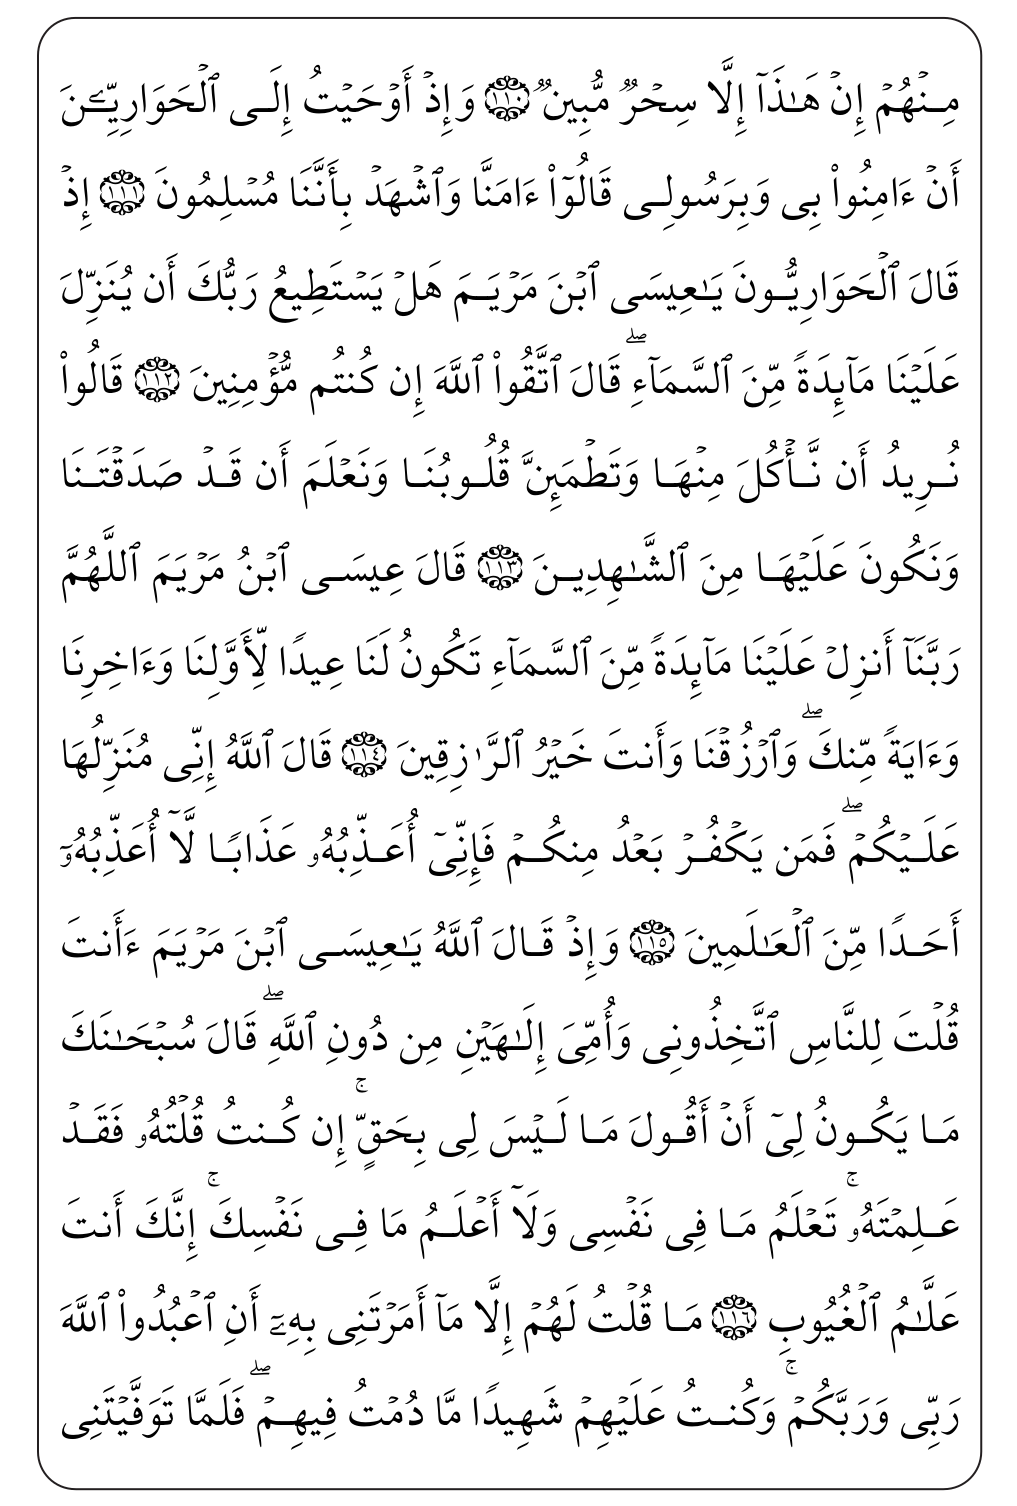 مِنۡهُمۡ إِنۡ هَٰذَآ إِلَّا سِحۡرٞ مُّبِينٞ ١١٠ وَإِذۡ أَوۡحَيۡتُ إِلَى ٱلۡحَوَارِيِّـۧنَ
أَنۡ ءَامِنُواْ بِي وَبِرَسُولِي قَالُوٓاْ ءَامَنَّا وَٱشۡهَدۡ بِأَنَّنَا مُسۡلِمُونَ ١١١ إِذۡ
قَالَ ٱلۡحَوَارِيُّونَ يَٰعِيسَى ٱبۡنَ مَرۡيَمَ هَلۡ يَسۡتَطِيعُ رَبُّكَ أَن يُنَزِّلَ
عَلَيۡنَا مَآئِدَةٗ مِّنَ ٱلسَّمَآءِۖ قَالَ ٱتَّقُواْ ٱللَّهَ إِن كُنتُم مُّؤۡمِنِينَ ١١٢ قَالُواْ
نُرِيدُ أَن نَّأۡكُلَ مِنۡهَا وَتَطۡمَئِنَّ قُلُوبُنَا وَنَعۡلَمَ أَن قَدۡ صَدَقۡتَنَا
وَنَكُونَ عَلَيۡهَا مِنَ ٱلشَّٰهِدِينَ ١١٣ قَالَ عِيسَى ٱبۡنُ مَرۡيَمَ ٱللَّهُمَّ
رَبَّنَآ أَنزِلۡ عَلَيۡنَا مَآئِدَةٗ مِّنَ ٱلسَّمَآءِ تَكُونُ لَنَا عِيدٗا لِّأَوَّلِنَا وَءَاخِرِنَا
وَءَايَةٗ مِّنكَۖ وَٱرۡزُقۡنَا وَأَنتَ خَيۡرُ ٱلرَّٰزِقِينَ ١١٤ قَالَ ٱللَّهُ إِنِّي مُنَزِّلُهَا
عَلَيۡكُمۡۖ فَمَن يَكۡفُرۡ بَعۡدُ مِنكُمۡ فَإِنِّيٓ أُعَذِّبُهُۥ عَذَابٗا لَّآ أُعَذِّبُهُۥٓ
أَحَدٗا مِّنَ ٱلۡعَٰلَمِينَ ١١٥ وَإِذۡ قَالَ ٱللَّهُ يَٰعِيسَى ٱبۡنَ مَرۡيَمَ ءَأَنتَ
قُلۡتَ لِلنَّاسِ ٱتَّخِذُونِي وَأُمِّيَ إِلَٰهَيۡنِ مِن دُونِ ٱللَّهِۖ قَالَ سُبۡحَٰنَكَ
مَا يَكُونُ لِيٓ أَنۡ أَقُولَ مَا لَيۡسَ لِي بِحَقٍّۚ إِن كُنتُ قُلۡتُهُۥ فَقَدۡ
عَلِمۡتَهُۥۚ تَعۡلَمُ مَا فِي نَفۡسِي وَلَآ أَعۡلَمُ مَا فِي نَفۡسِكَۚ إِنَّكَ أَنتَ
عَلَّٰمُ ٱلۡغُيُوبِ ١١٦ مَا قُلۡتُ لَهُمۡ إِلَّا مَآ أَمَرۡتَنِي بِهِۦٓ أَنِ ٱعۡبُدُواْ ٱللَّهَ
رَبِّي وَرَبَّكُمۡۚ وَكُنتُ عَلَيۡهِمۡ شَهِيدٗا مَّا دُمۡتُ فِيهِمۡۖ فَلَمَّا تَوَفَّيۡتَنِي